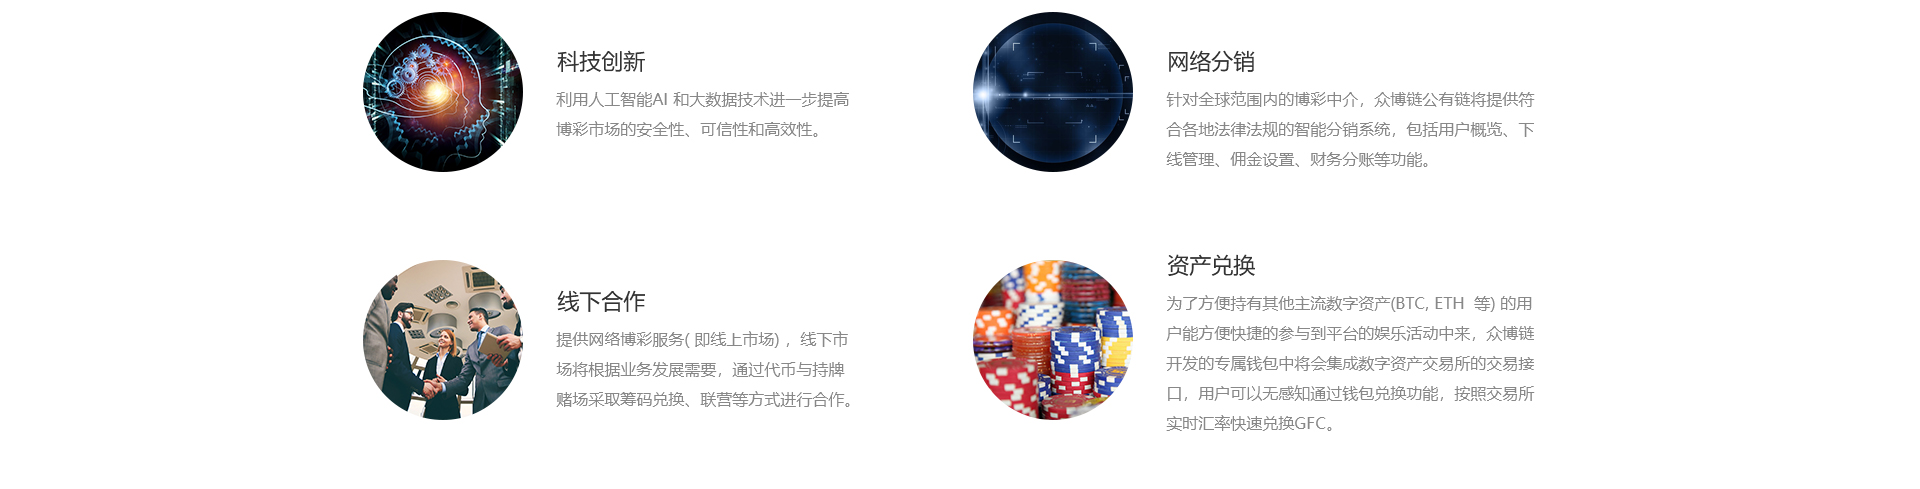 科技创新
利用人工智能AI 和大数据技术进一步提高
博彩市场的安全性、可信性和高效性。
网络分销
针对全球范围内的博彩中介，众博链公有链将提供符
合各地法律法规的智能分销系统，包括用户概览、下
线管理、佣金设置、财务分账等功能。
线下合作
提供网络博彩服务( 即线上市场) ，线下市
场将根据业务发展需要，通过代币与持牌
赌场采取筹码兑换、联营等方式进行合作。
资产兑换
为了方便持有其他主流数字资产(BTC, ETH 等) 的用
户能方便快捷的参与到平台的娱乐活动中来，众博链
开发的专属钱包中将会集成数字资产交易所的交易接
口，用户可以无感知通过钱包兑换功能，按照交易所
实时汇率快速兑换GFC。